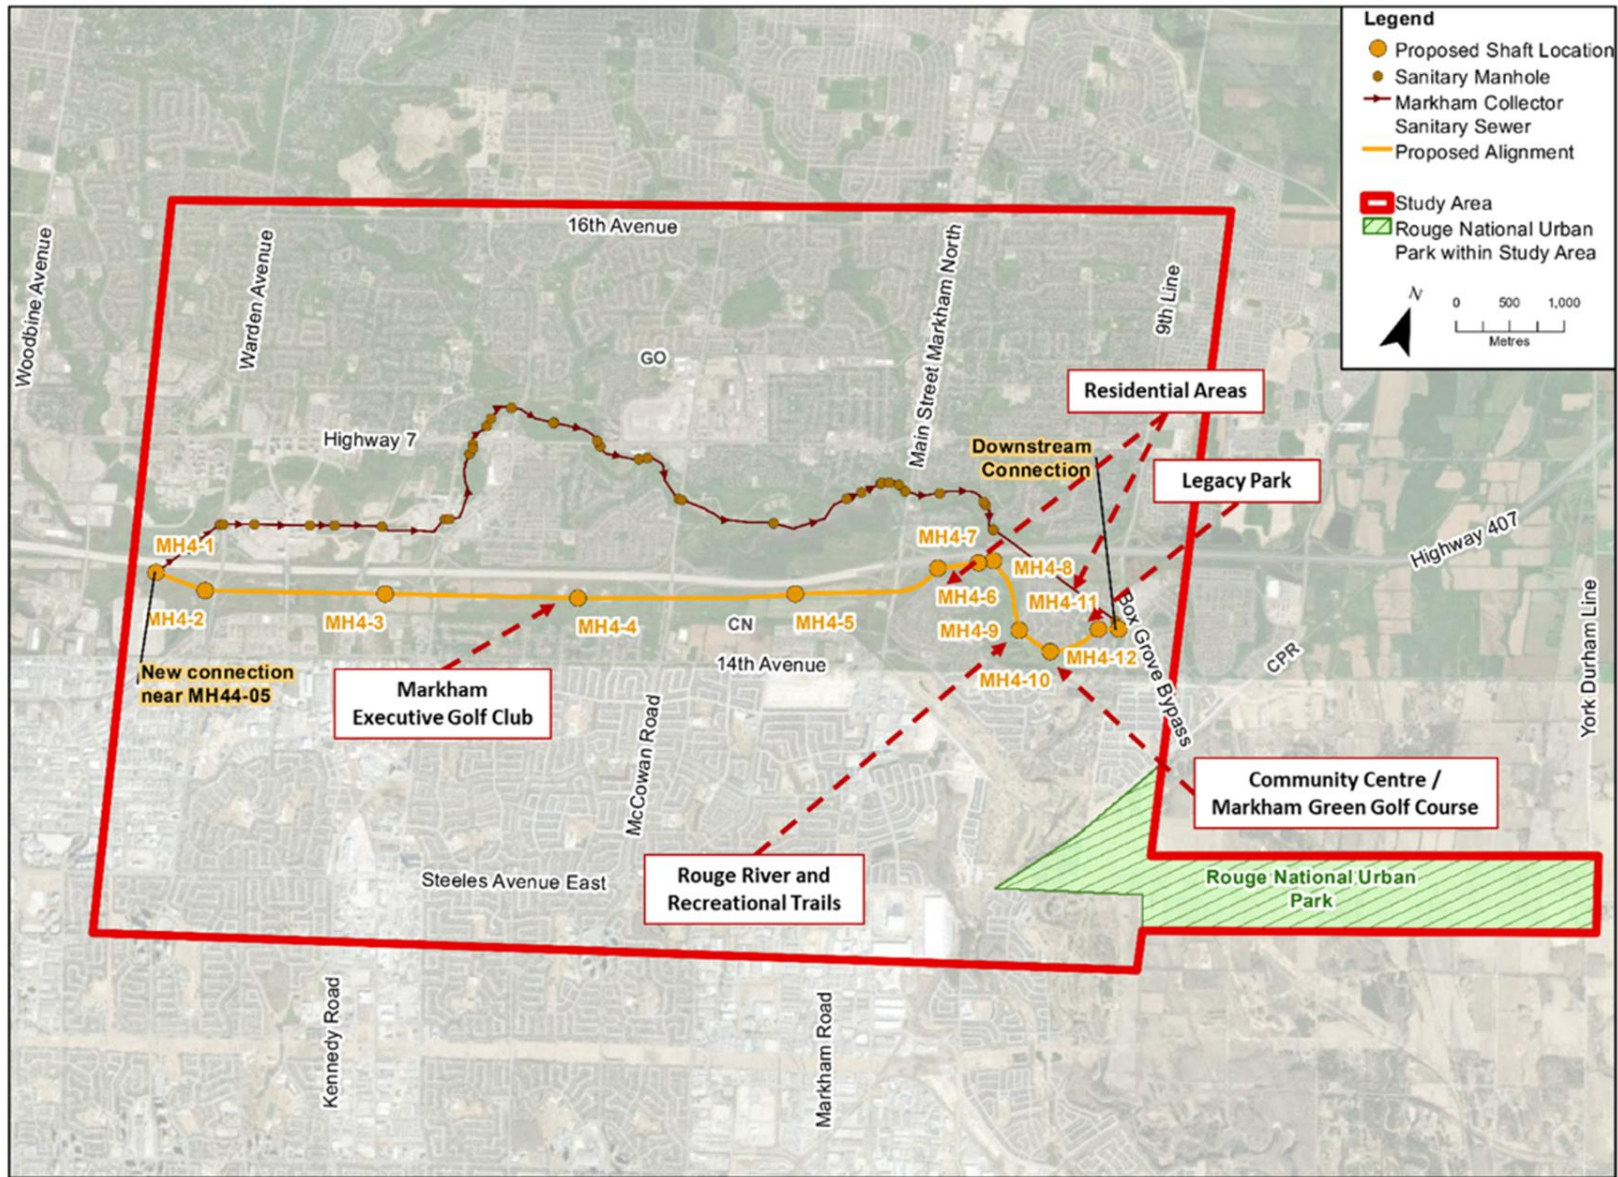 Legend
Proposed Shaft Location
Sanitary Manhole
Markham Collector
Sanitary Sewer
Proposed Alignment
Study Area
Rouge National Urban
Park within Study Area
N
0 500 1,000
Metres
16th Avenue
Woodbine Avenue
Warden Avenue
Main Street Markham North
9th Line
GO
Residential Areas
Highway 7
Downstream
Connection
Legacy Park
Highway 407
MH4-1
MH4-7
MH4-8
MH4-2
MH4-3
MH4-4
MH4-5
MH4-6
MH4-11
MH4-9
MH4-12
MH4-10
CN
14th Avenue
Box Grove Bypass
CPR
York Durham Line
New connection
near MH44-05
Markham
Executive Golf Club
McCowan Road
Community Centre /
Markham Green Golf Course
Rouge River and
Recreational Trails
Steeles Avenue East
Rouge National Urban
Park
Kennedy Road
Markham Road